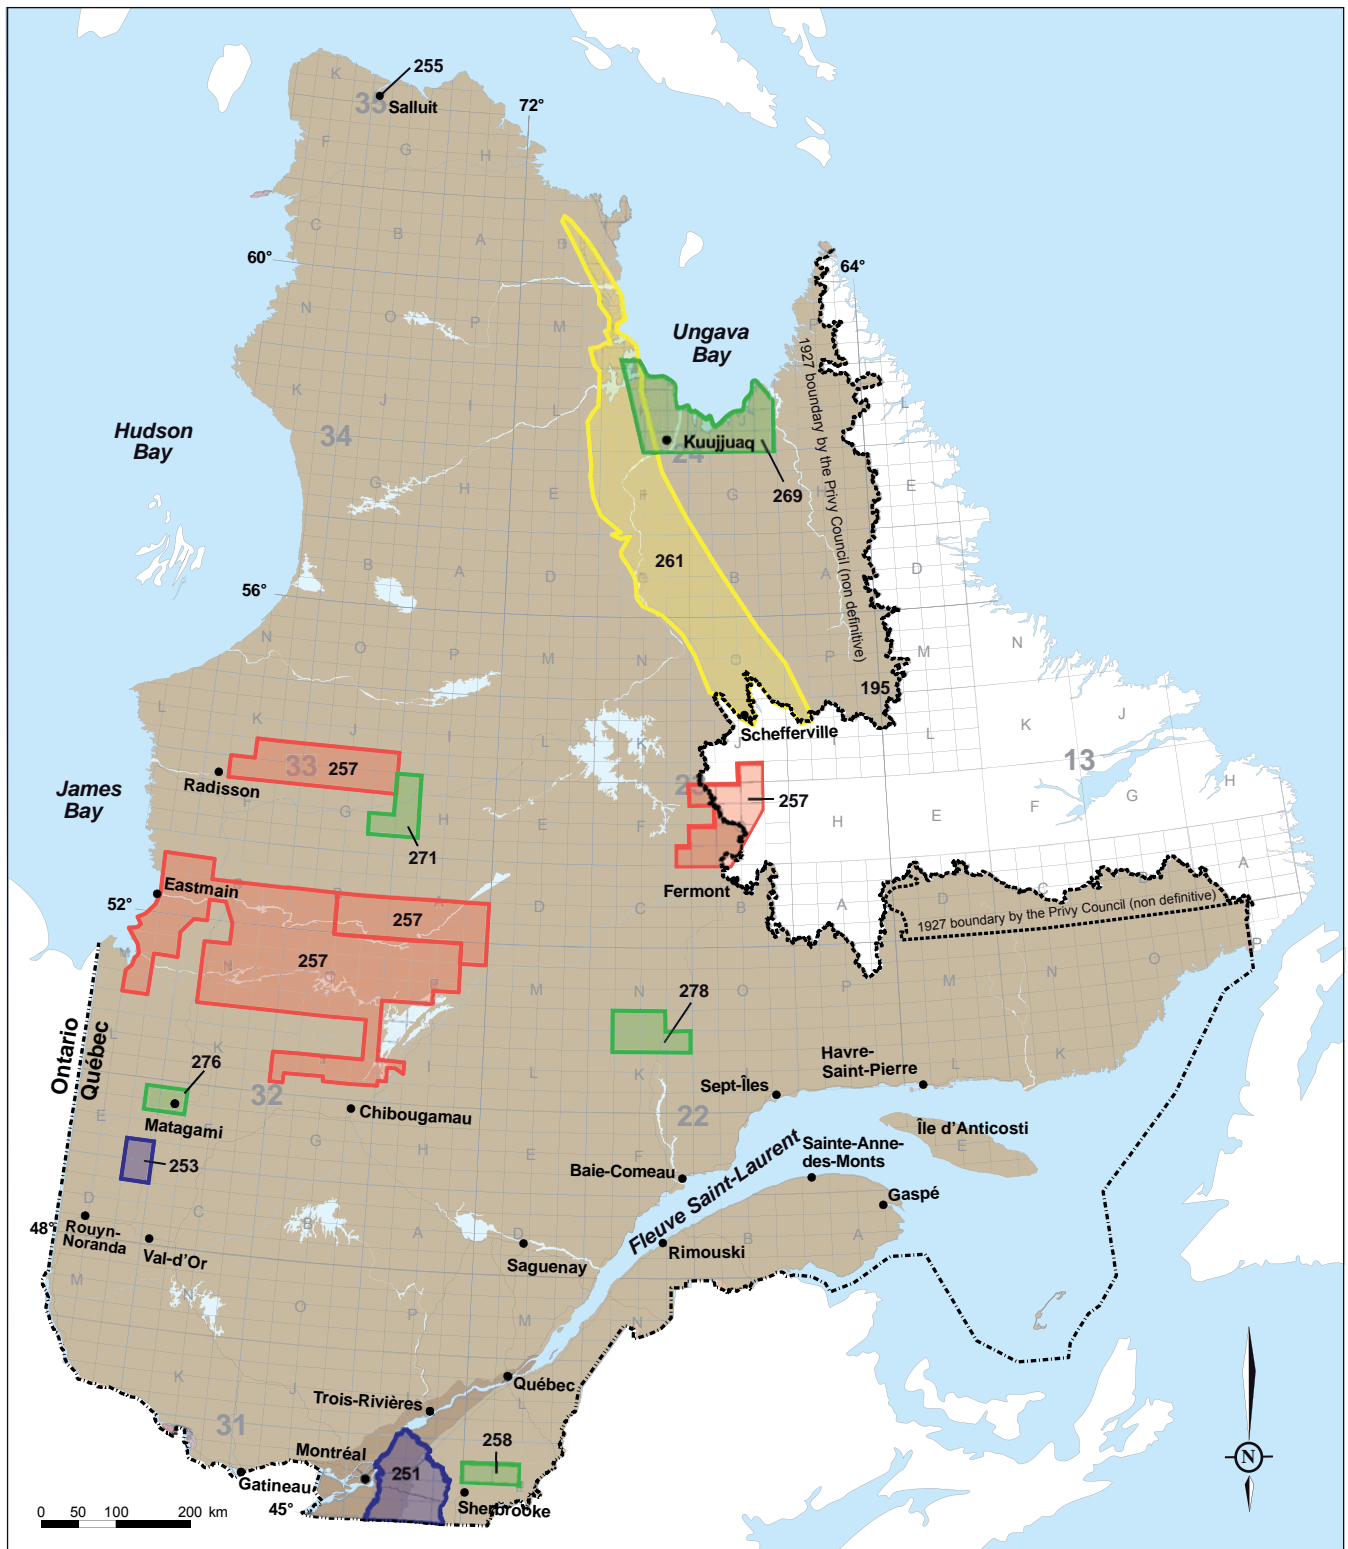 255
K
35
Salluit
72°
F
G
H
C
B
A
D
60°
64°
N
O
P
M
Ungava
Bay
P
1927 boundary by the Privy Council (non definitive)
K
J
I
L
L
Hudson
Bay
34
Kuujjuaq
24
269
G
H
E
F
G
H
E
261
B
A
D
B
A
D
56°
N
O
P
M
N
O
P
M
N
195
L
K
J
I
L
K
J
Schefferville
I
L
K
J
13
33
257
23
257
Radisson
James
Bay
G
H
E
F
H
E
F
G
H
271
Eastmain
Fermont
52°
A
D
C
B
A
D
C
B
A
257
1927 boundary by the Privy Council (non definitive)
257
N
O
P
M
N
O
P
M
N
O
P
278
Ontario
Québec
L
K
I
L
K
L
K
276
Havre-
Saint-Pierre
Sept-Îles
32
Chibougamau
22
Matagami
E
F
G
H
E
F
E
Île d'Anticosti
253
Sainte-Anne-
des-Monts
Baie-Comeau
Fleuve Saint-Laurent
Gaspé
D
C
B
A
D
B
A
48°
Rouyn-
Noranda
Val-d'Or
Saguenay
Rimouski
M
N
O
P
M
N
K
J
L
Québec
Trois-Rivières
31
Montréal
258
251
Gatineau
Sherbrooke
45°
0 50 100 200 km
N